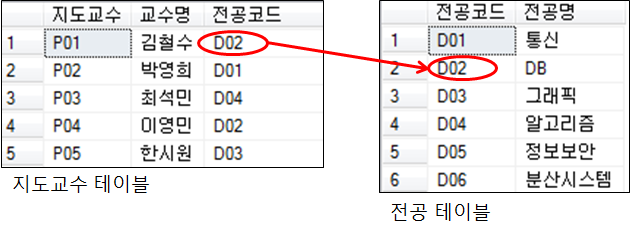 지도교수 교수명 전공코드
1 P01 김철수 D02
2 P02 박영희 D01
3 P03 최석민 D04
4 P04 이영민 D02
5 P05 한시원 D03
지도교수 테이블
전공코드 전공명
1 D01 통신
2 D02 DB
3 D03 그래픽
4 D04 알고리즘
5 D05 정보보안
6 D06 분산시스템
전공 테이블